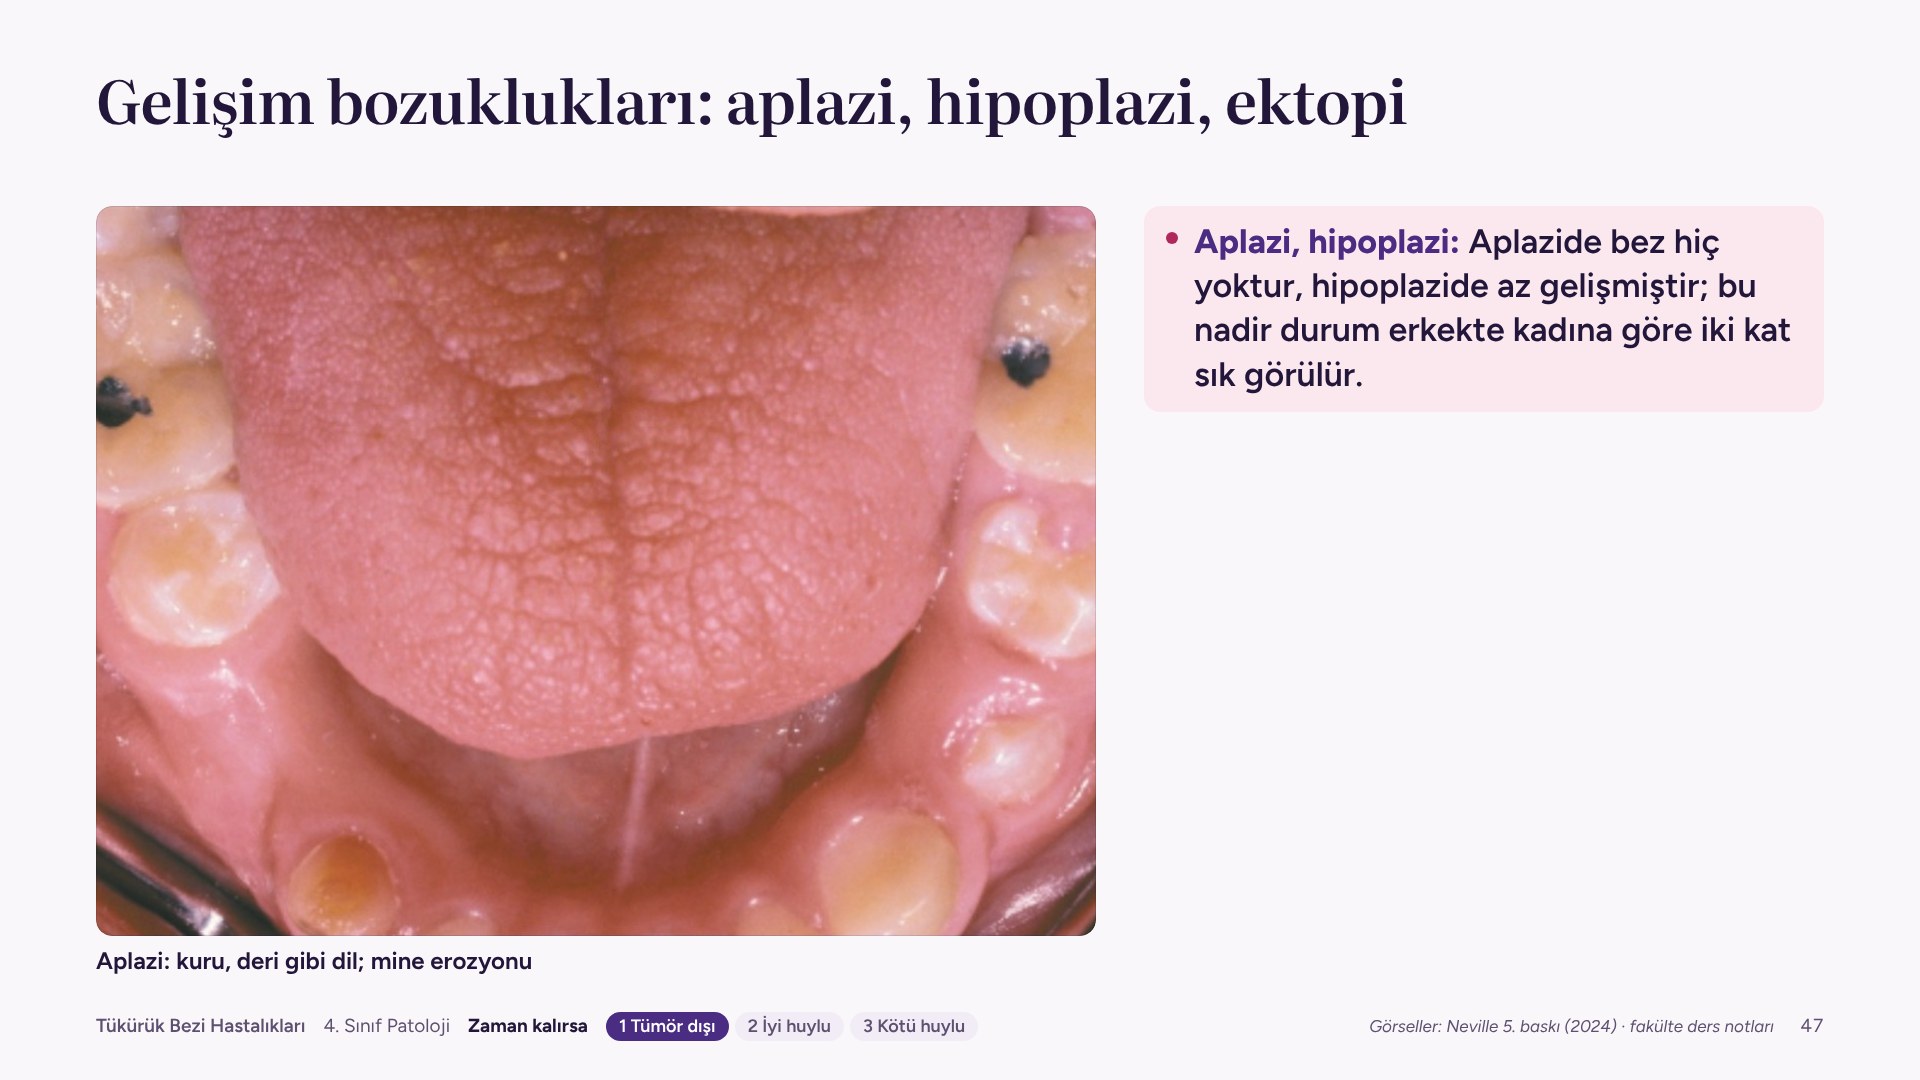 Gelişim bozuklukları: aplazi, hipoplazi, ektopi
Aplazi, hipoplazi: Aplazide bez hiç
yoktur, hipoplazide az gelişmiştir; bu
nadir durum erkekte kadına göre iki kat
sık görülür.
Aplazi: kuru, deri gibi dil; mine erozyonu
Tükürük Bezi Hastalıkları 4. Sınıf Patoloji Zaman kalırsa 1 Tümör dışı 2 İyi huylu 3 Kötü huylu Görseller: Neville 5. baskı (2024) · fakülte ders notları 47